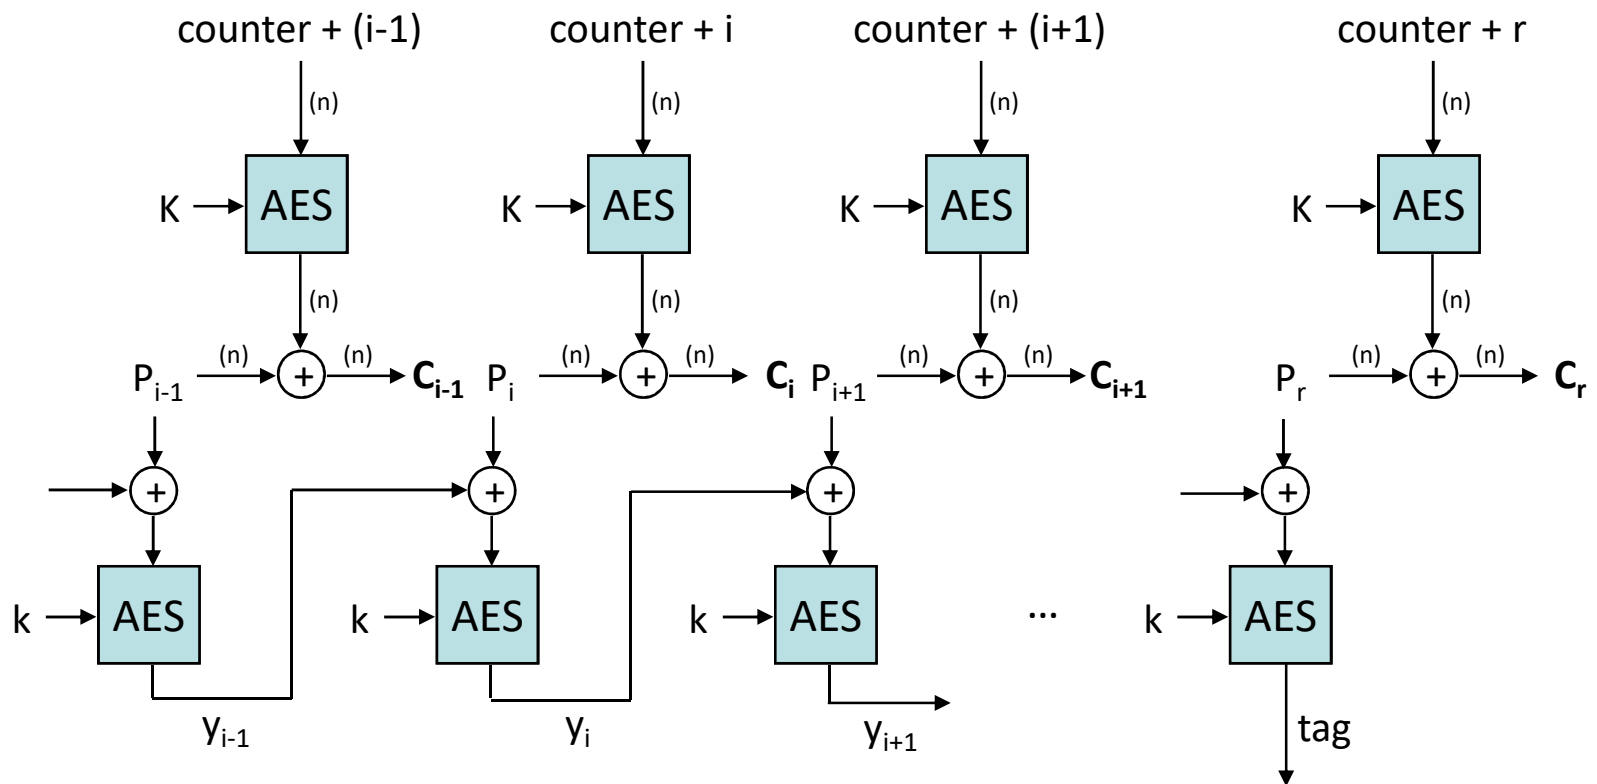 counter + (i-1) counter + i counter + (i+1) counter + r
(n) (n) (n) (n)
K AES K AES K AES K AES
(n) (n) (n) (n)
(n) (n) (n) (n) (n) (n) (n) (n)
P_{i-1} + C_{i-1} P_i + C_i P_{i+1} + C_{i+1} P_r + C_r
+ + + +
k AES k AES k AES ... k AES
y_{i-1} y_i y_{i+1} tag